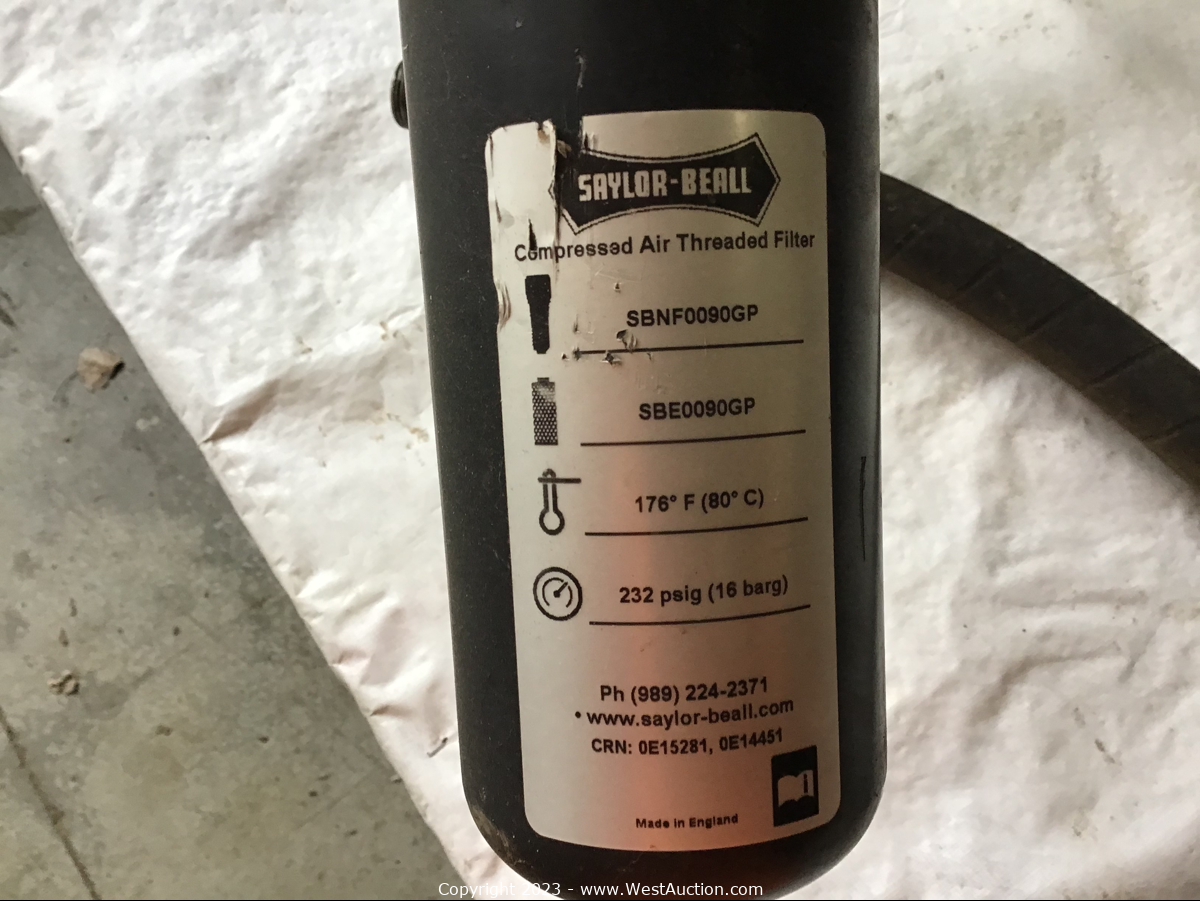 SAYLOR-BEALL
Compressed Air Threaded Filter
SBNF0090GP
SBE0090GP
176° F (80° C)
232 psig (16 barg)
Ph (989) 224-2371
• www.saylor-beall.com
CRN: 0E15281, 0E14451
Made in England
Copyright 2023 - www.WestAuction.com